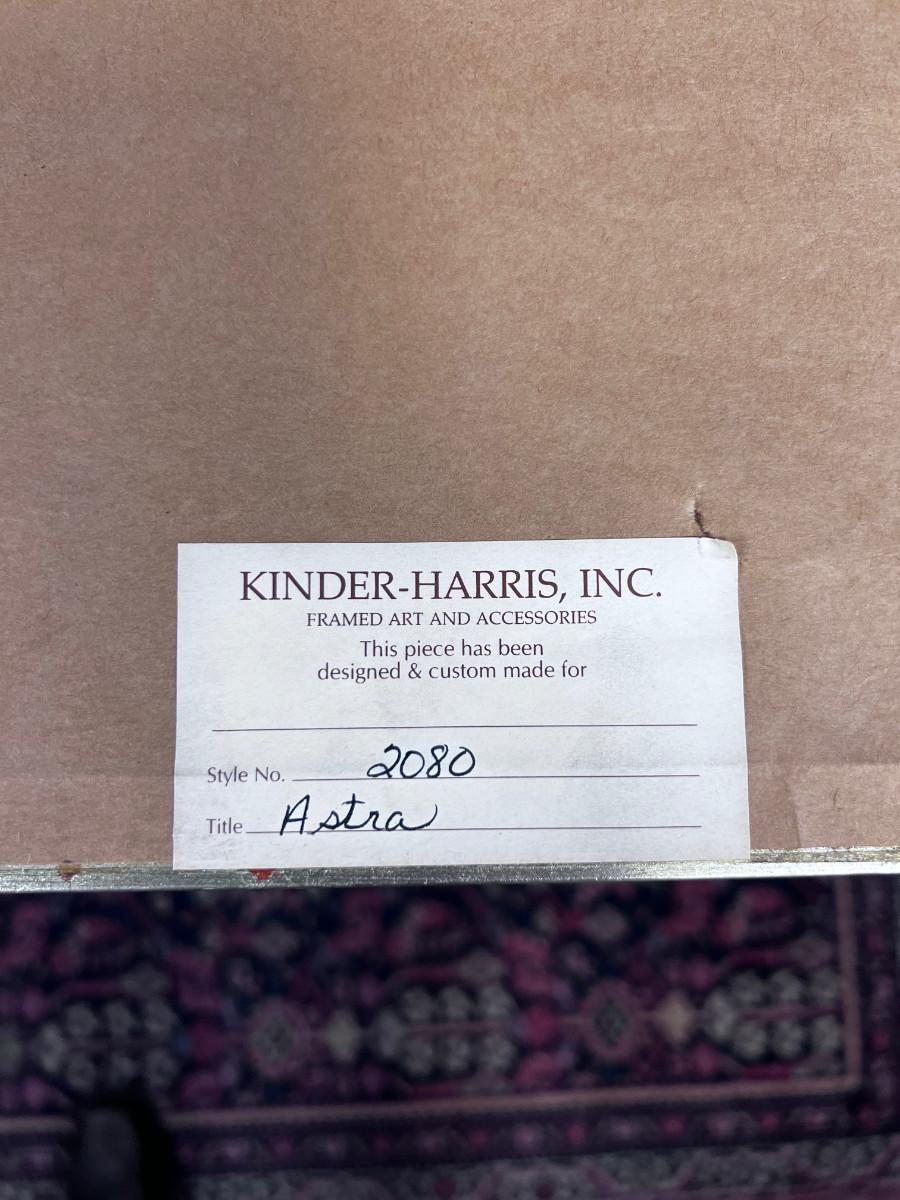 KINDER-HARRIS, INC.
FRAMED ART AND ACCESSORIES
This piece has been
designed & custom made for
Style No. 2080
Title Astra